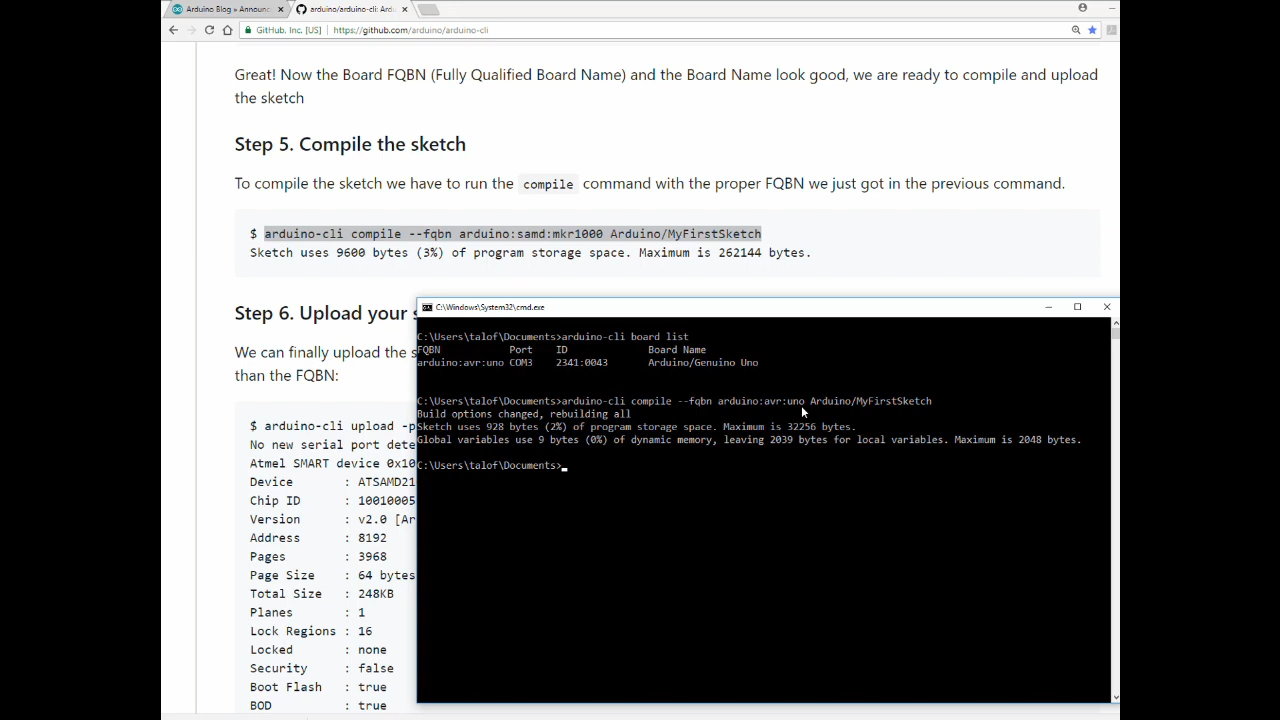 Arduino Blog » Announc
arduino/arduino-cli: Ardu
GitHub, Inc. [US]
https://github.com/arduino/arduino-cli
Great! Now the Board FQBN (Fully Qualified Board Name) and the Board Name look good, we are ready to compile and upload
the sketch
Step 5. Compile the sketch
To compile the sketch we have to run the compile command with the proper FQBN we just got in the previous command.
$ arduino-cli compile --fqbn arduino:samd:mkr1000 Arduino/MyFirstSketch
Sketch uses 9600 bytes (3%) of program storage space. Maximum is 262144 bytes.
Step 6. Upload your s
We can finally upload the s
than the FQBN:
$ arduino-cli upload -p
No new serial port dete
Atmel SMART device 0x10
Device : ATSAMD21
Chip ID : 10010005
Version : v2.0 [Ar
Address : 8192
Pages : 3968
Page Size : 64 bytes
Total Size : 248KB
Planes : 1
Lock Regions : 16
Locked : none
Security : false
Boot Flash : true
BOD : true
C:\Windows\System32\cmd.exe
C:\Users\talof\Documents>arduino-cli board list
FQBN Port ID Board Name
arduino:avr:uno COM3 2341:0043 Arduino/Genuino Uno
C:\Users\talof\Documents>arduino-cli compile --fqbn arduino:avr:uno Arduino/MyFirstSketch
Build options changed, rebuilding all
Sketch uses 928 bytes (2%) of program storage space. Maximum is 32256 bytes.
Global variables use 9 bytes (0%) of dynamic memory, leaving 2039 bytes for local variables. Maximum is 2048 bytes.
C:\Users\talof\Documents>